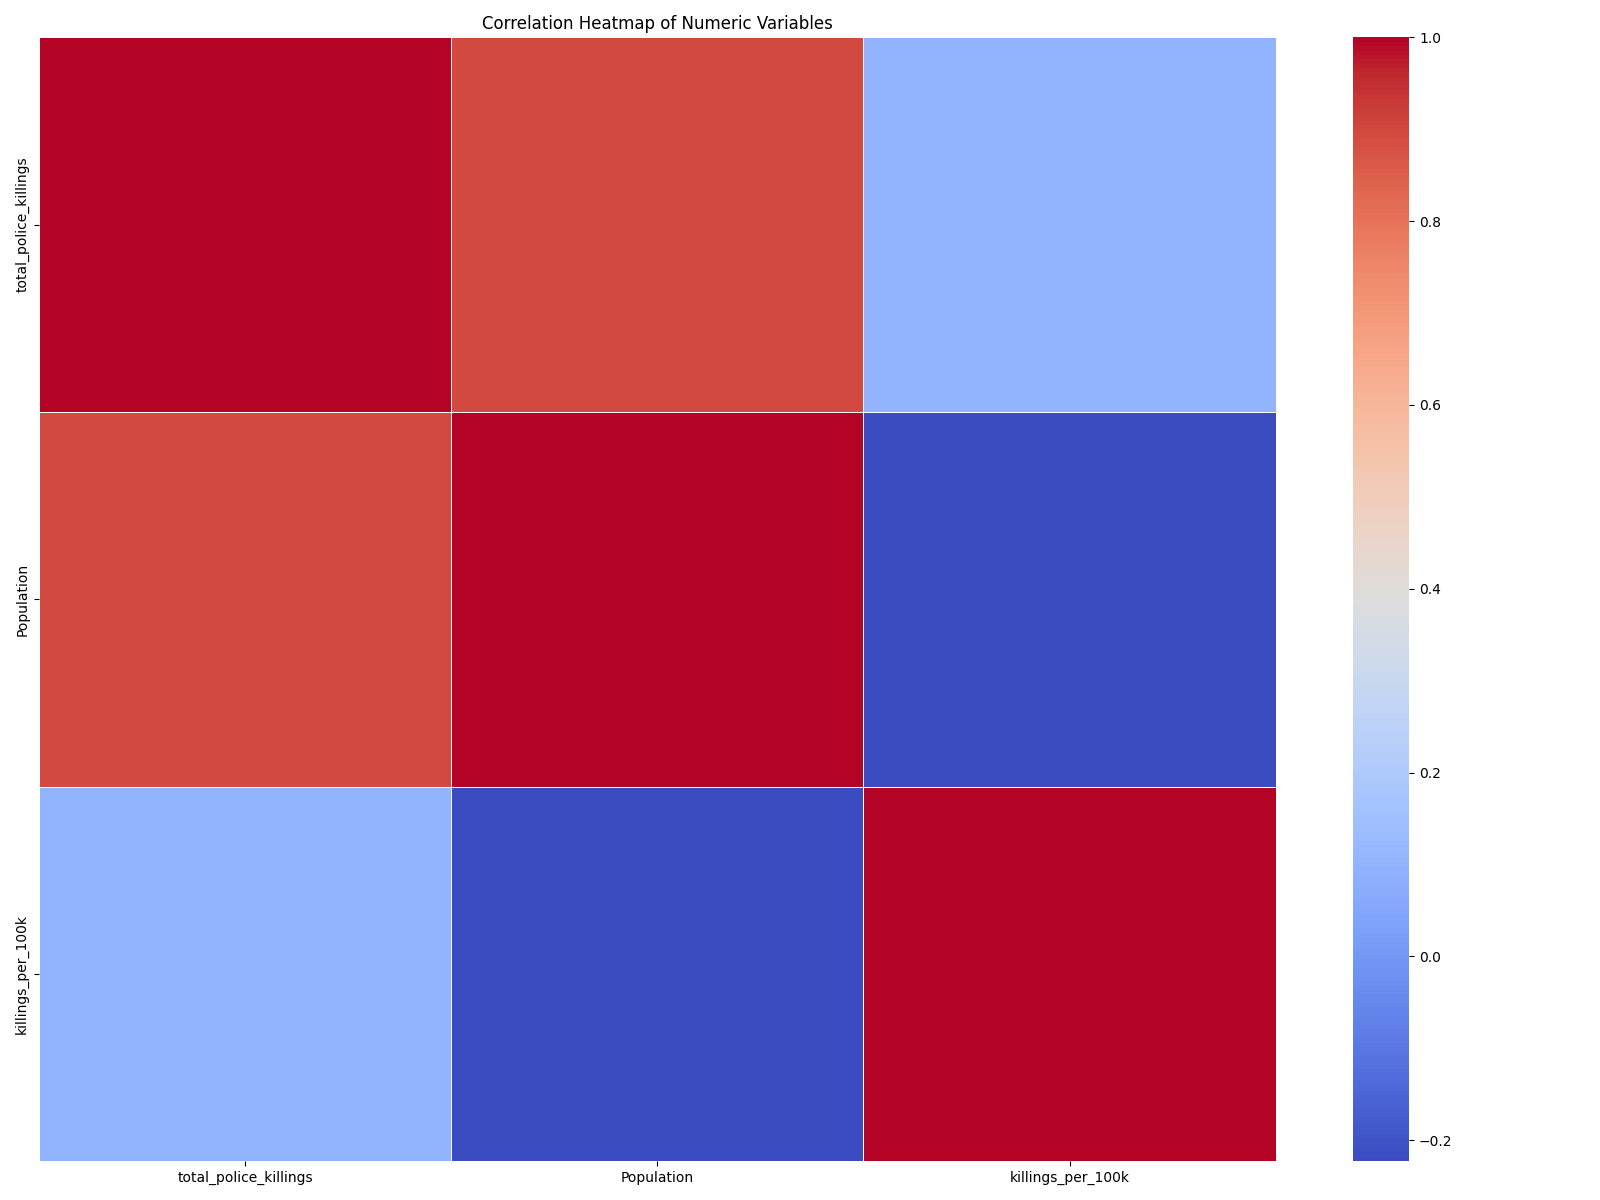 Correlation Heatmap of Numeric Variables
total_police_killings
Population
killings_per_100k
total_police_killings
Population
killings_per_100k
1.0
0.8
0.6
0.4
0.2
0.0
−0.2